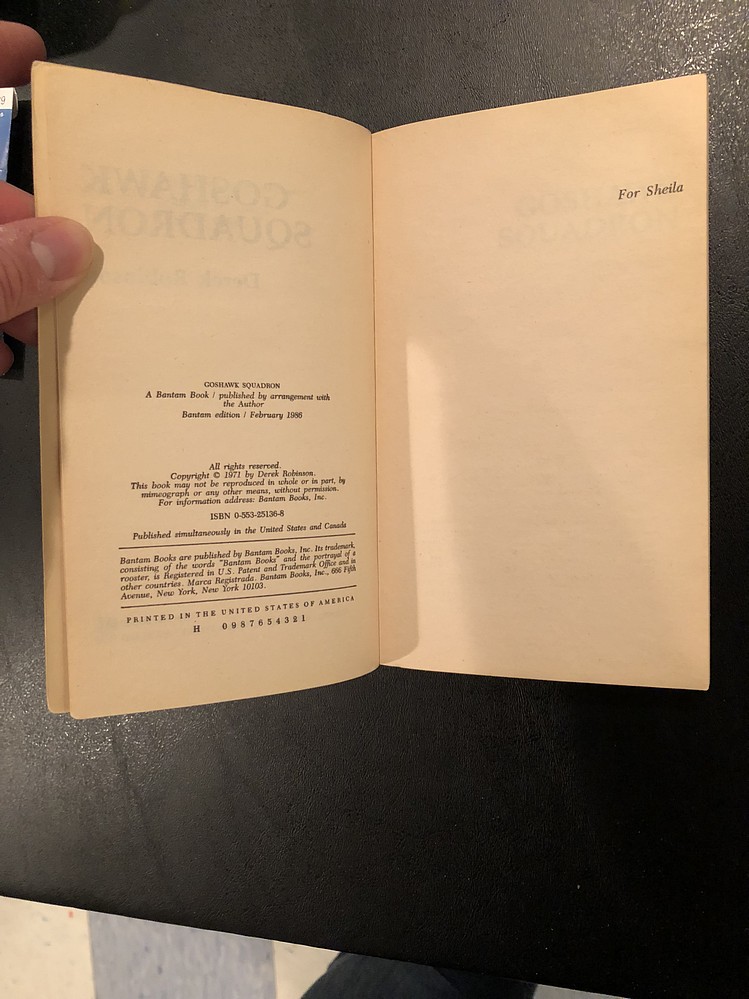 GOSHAWK SQUADRON
A Bantam Book / published by arrangement with
the Author
Bantam edition / February 1986
All rights reserved.
Copyright © 1971 by Derek Robinson.
This book may not be reproduced in whole or in part, by
mimeograph or any other means, without permission.
For information address: Bantam Books, Inc.
ISBN 0-553-25136-8
Published simultaneously in the United States and Canada
Bantam Books are published by Bantam Books, Inc. Its trademark,
consisting of the words "Bantam Books" and the portrayal of a
rooster, is Registered in U.S. Patent and Trademark Office and in
other countries. Marca Registrada. Bantam Books, Inc., 666 Fifth
Avenue, New York, New York 10103.
PRINTED IN THE UNITED STATES OF AMERICA
H 0 9 8 7 6 5 4 3 2 1
For Sheila
GOSHAWK
SQUADRON